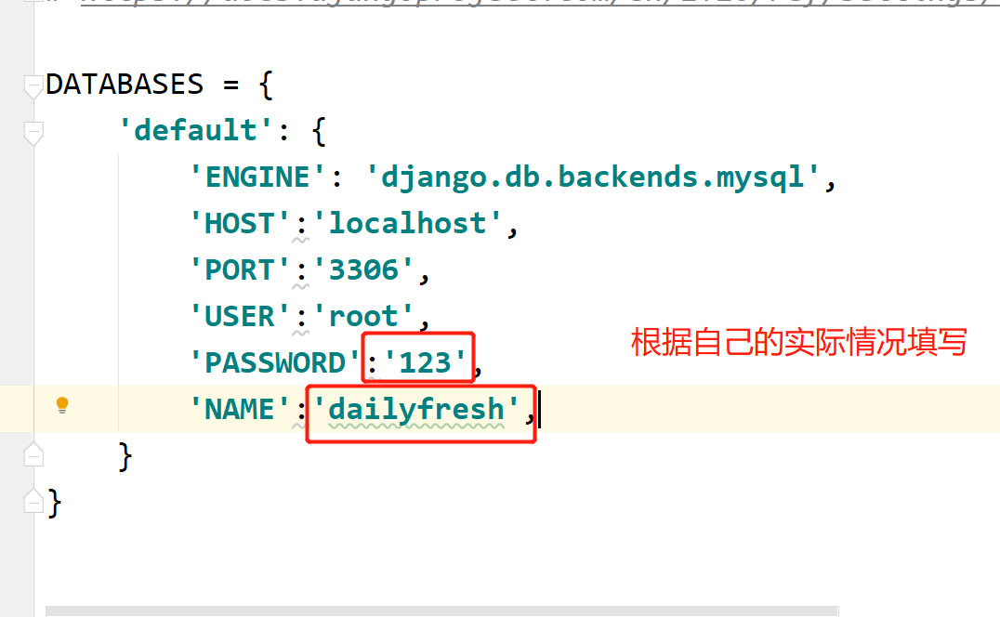 DATABASES = {
'default': {
'ENGINE': 'django.db.backends.mysql',
'HOST':'localhost',
'PORT':'3306',
'USER':'root',
'PASSWORD':'123',
根据自己的实际情况填写
'NAME':'dailyfresh',
}
}